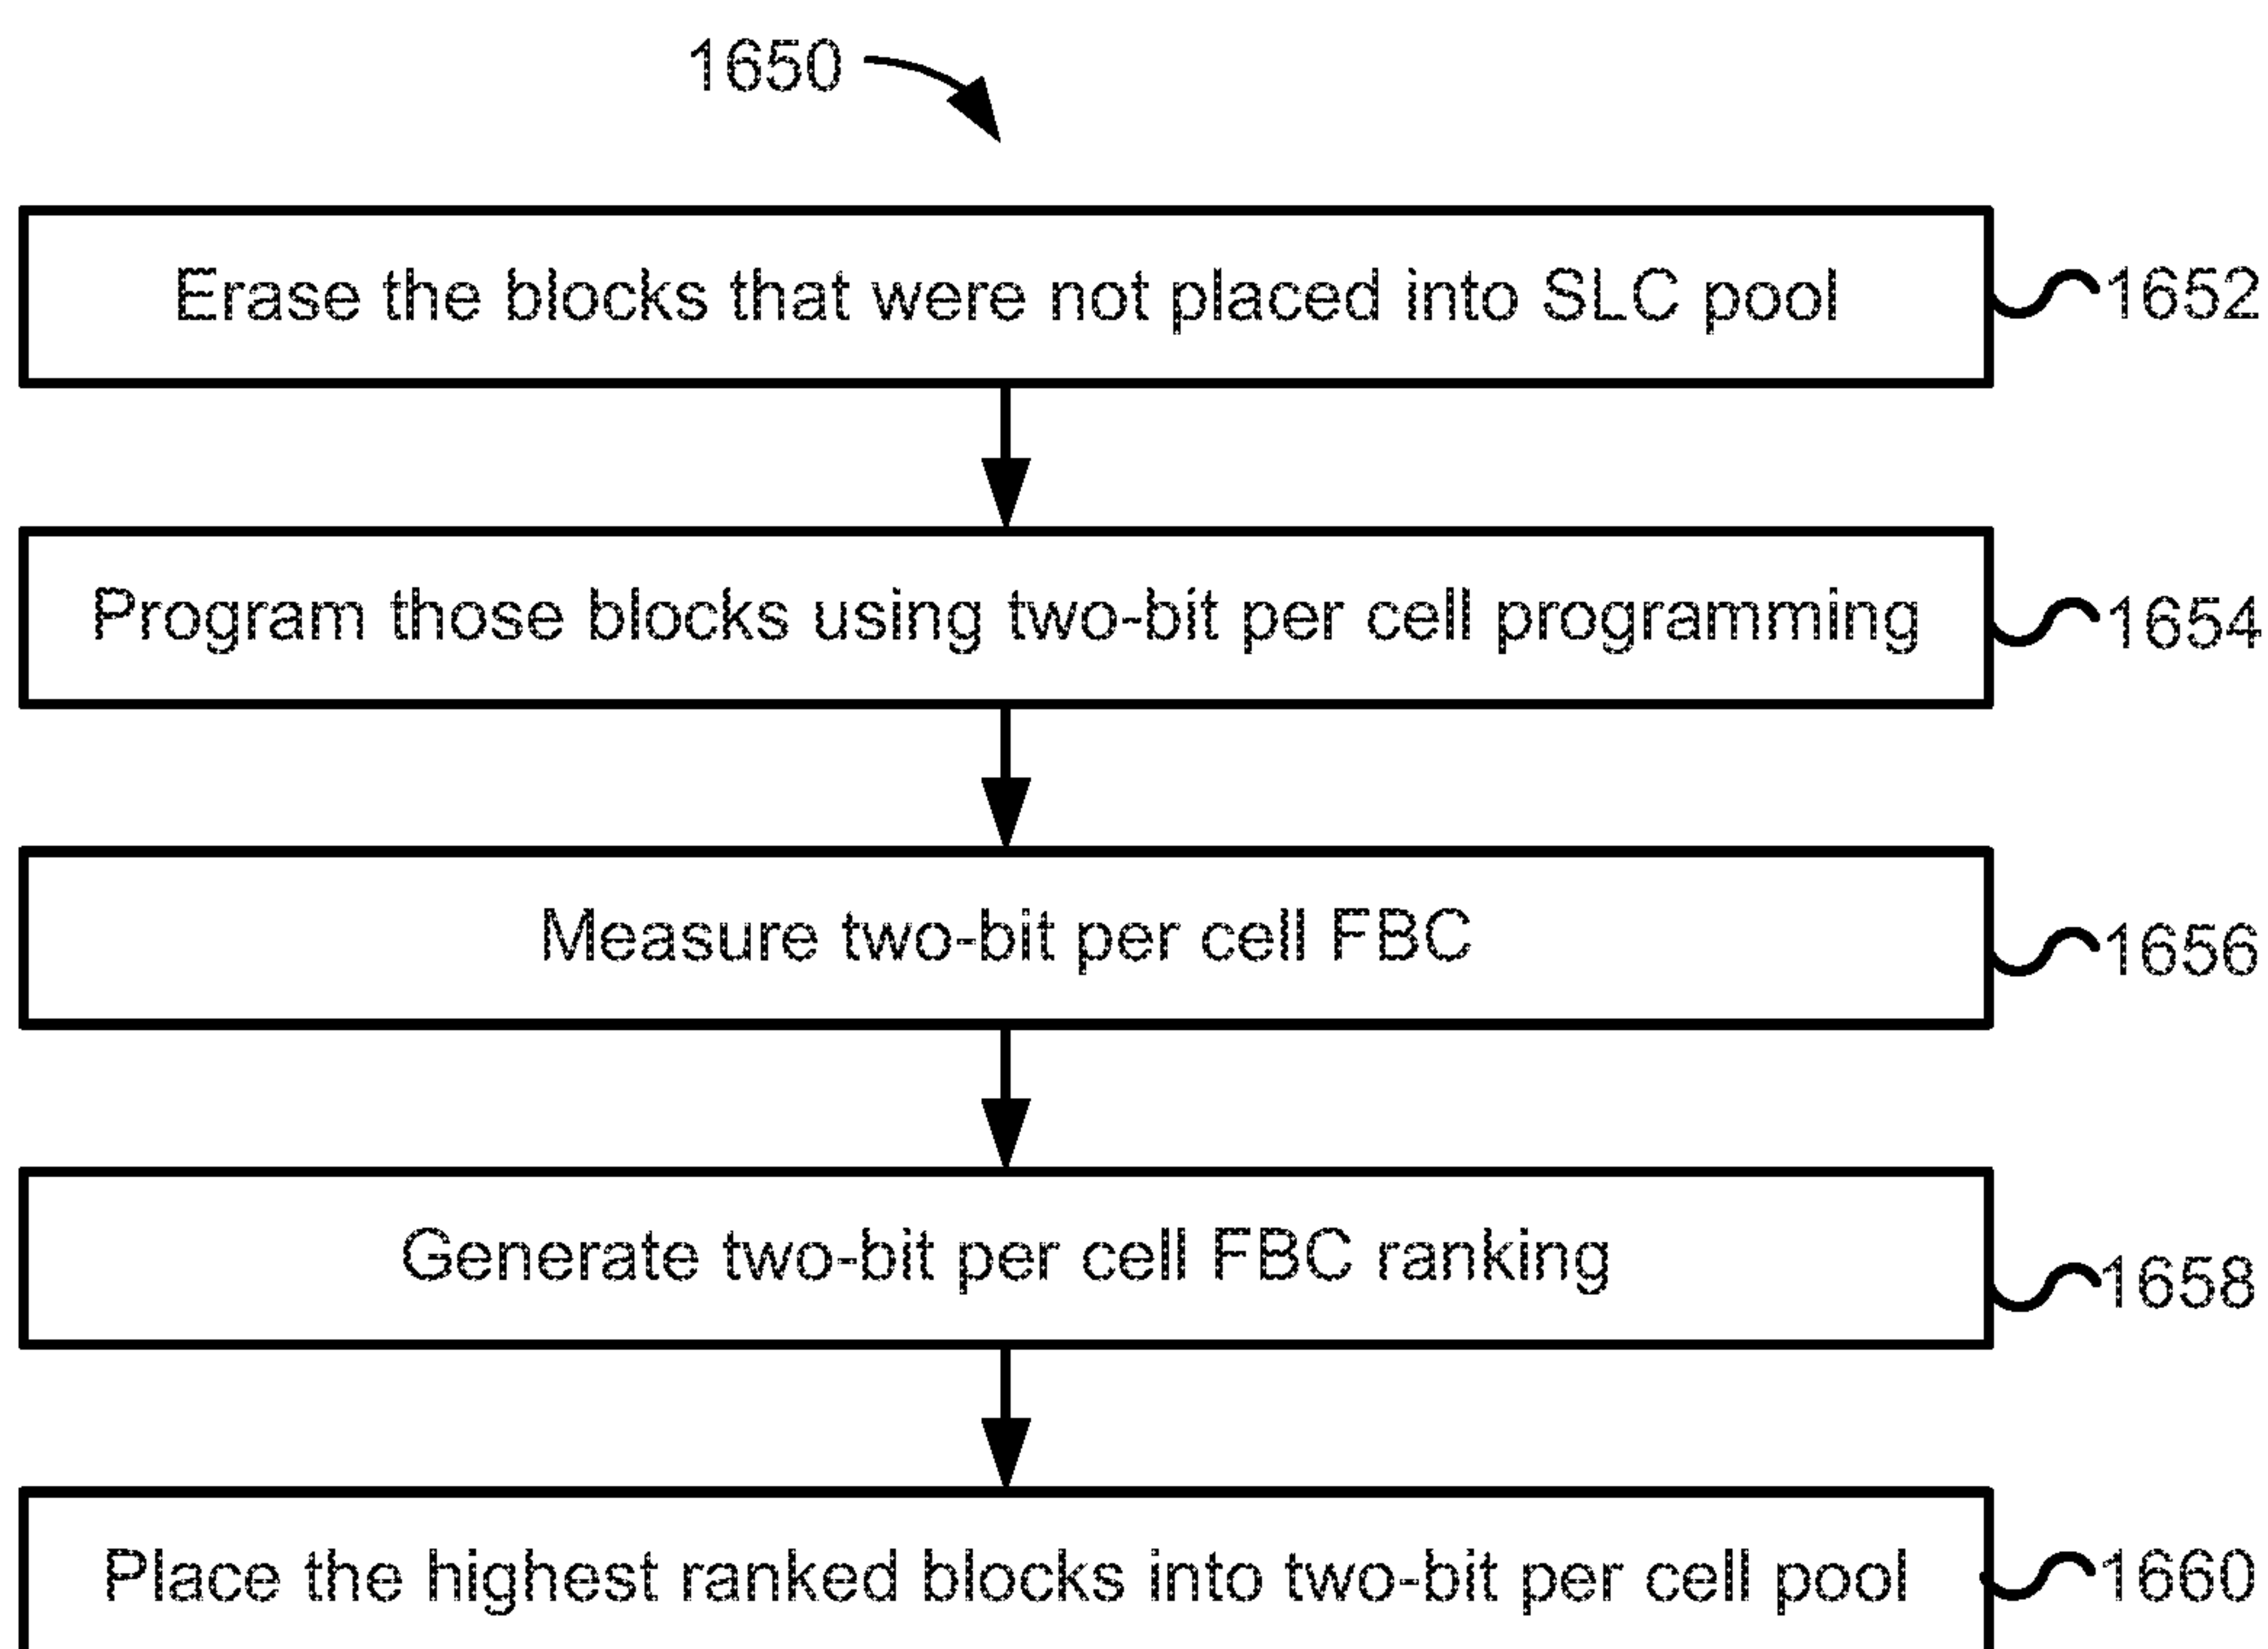 1650
Erase the blocks that were not placed into SLC pool
1652
Program those blocks using two-bit per cell programming
1654
Measure two-bit per cell FBC
1656
Generate two-bit per cell FBC ranking
1658
Place the highest ranked blocks into two-bit per cell pool
1660